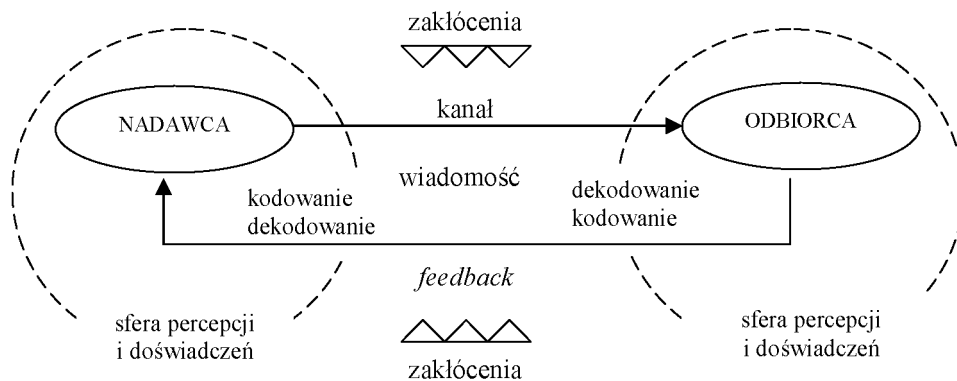 zakłócenia
NADAWCA
kanał
ODBIORCA
wiadomość
kodowanie
dekodowanie
dekodowanie
kodowanie
feedback
sfera percepcji
i doświadczeń
zakłócenia
sfera percepcji
i doświadczeń